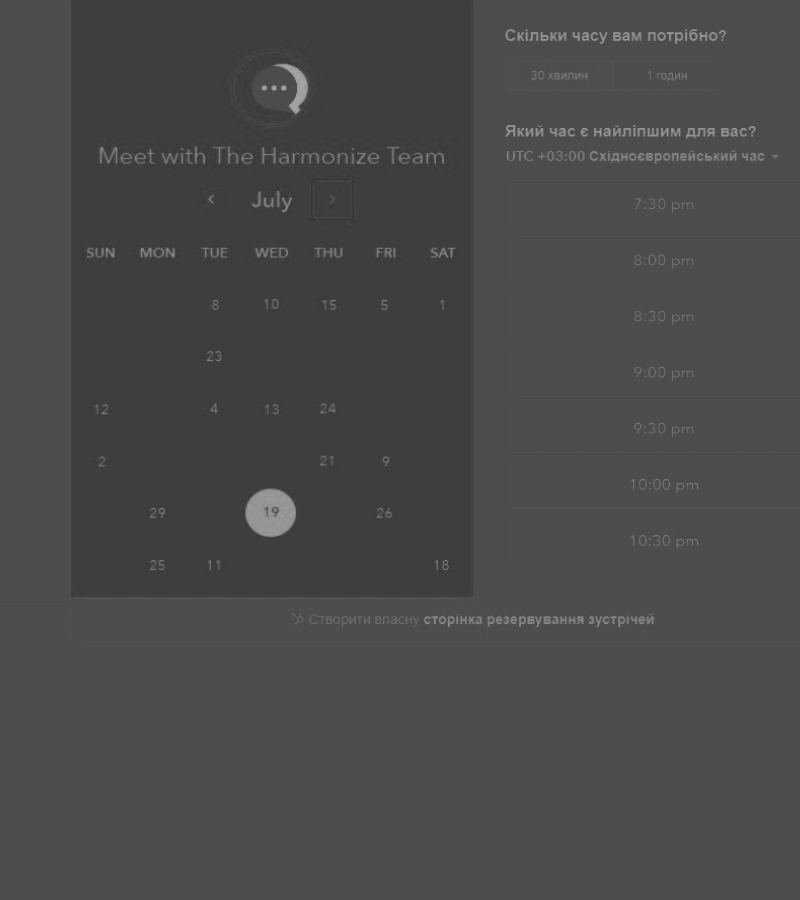 Meet with The Harmonize Team
July
SUN MON TUE WED THU FRI SAT
8 10 15 5 1
23
12 4 13 24
2 21 9
29 19 26
25 11 18
Скільки часу вам потрібно?
30 хвилин 1 годин
Який час є найліпшим для вас?
UTC +03:00 Східноєвропейський час
7:30 pm
8:00 pm
8:30 pm
9:00 pm
9:30 pm
10:00 pm
10:30 pm
Створити власну сторінка резервування зустрічей